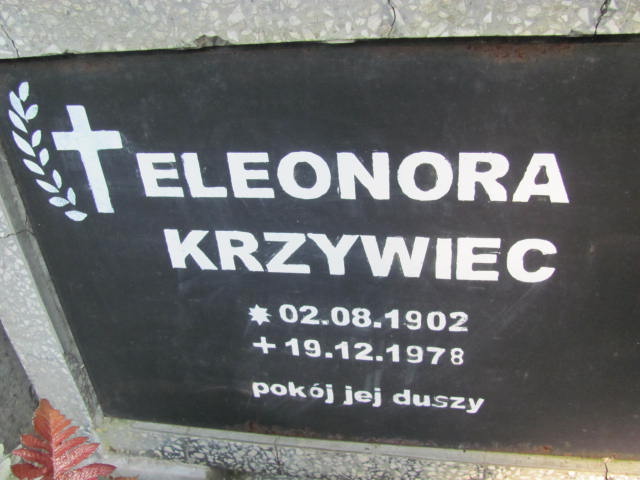 ELEONORA
KRZYWIEC
✶ 02.08.1902
+ 19.12.1978
pokój jej duszy